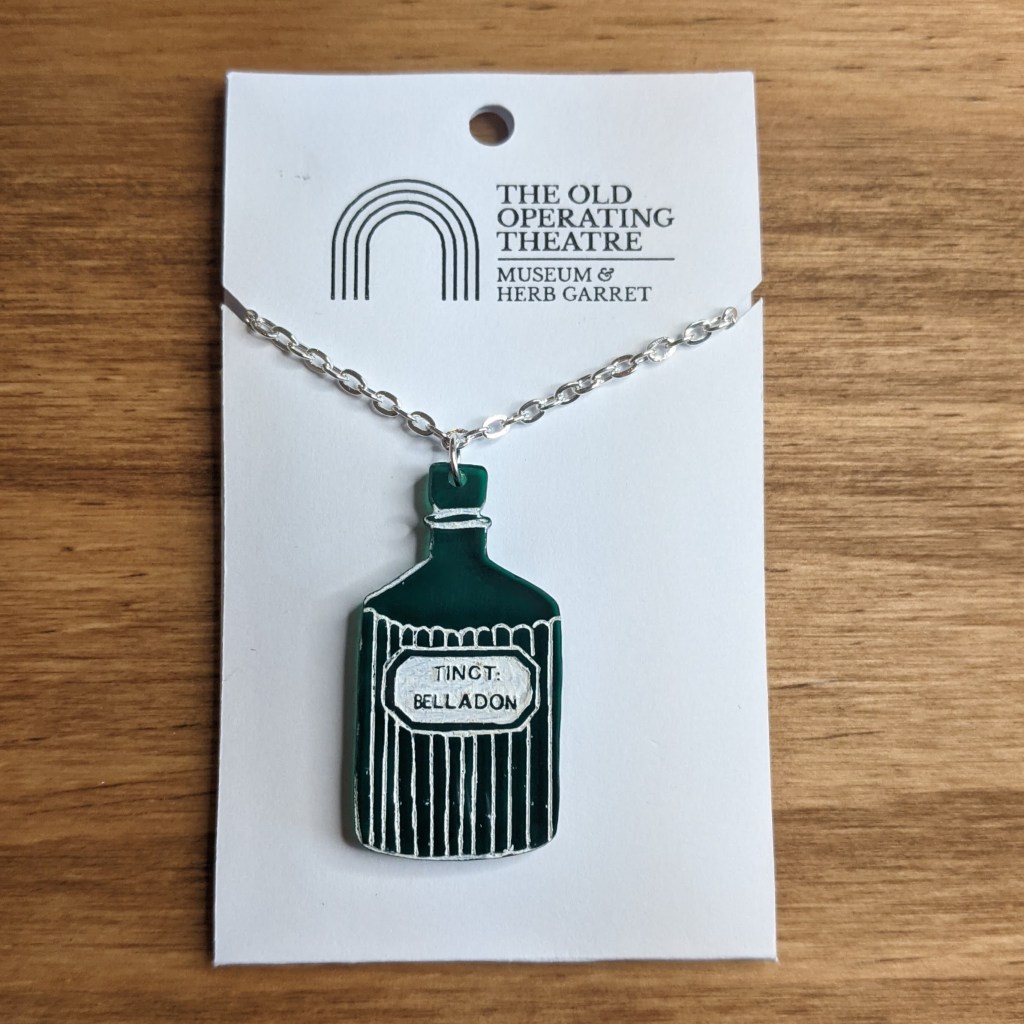 THE OLD
OPERATING
THEATRE
MUSEUM &
HERB GARRET
TINCT:
BELLADON